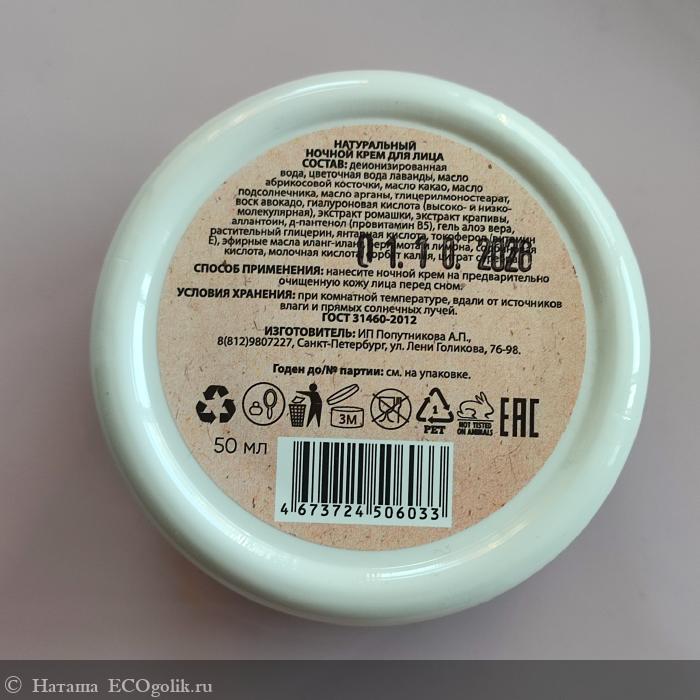 НАТУРАЛЬНЫЙ
НОЧНОЙ КРЕМ ДЛЯ ЛИЦА
СОСТАВ: деионизированная
вода, цветочная вода лаванды, масло
абрикосовой косточки, масло какао, масло
подсолнечника, масло арганы, глицерилмоностеарат,
воск авокадо, гиалуроновая кислота (высоко- и низко-
молекулярная), экстракт ромашки, экстракт крапивы,
аллантоин, д-пантенол (провитамин В5), гель алоэ вера,
растительный глицерин, янтарная кислота, токоферол
Е), эфирные масла иланг-илан
кислота, молочная кислота
01.10.2026
СПОСОБ ПРИМЕНЕНИЯ: нанесите ночной крем на предварительно
очищенную кожу лица перед сном.
УСЛОВИЯ ХРАНЕНИЯ: при комнатной температуре, вдали от источников
влаги и прямых солнечных лучей.
ГОСТ 31460-2012
ИЗГОТОВИТЕЛЬ: ИП Попутникова А.П.,
8(812)9807227, Санкт-Петербург, ул. Лени Голикова, 76-98.
Годен до/№ партии: см. на упаковке.
3М
PET
NOT TESTED
ON ANIMALS
EAC
50 мл
4 673724 506033
© Наташа ECOgolik.ru